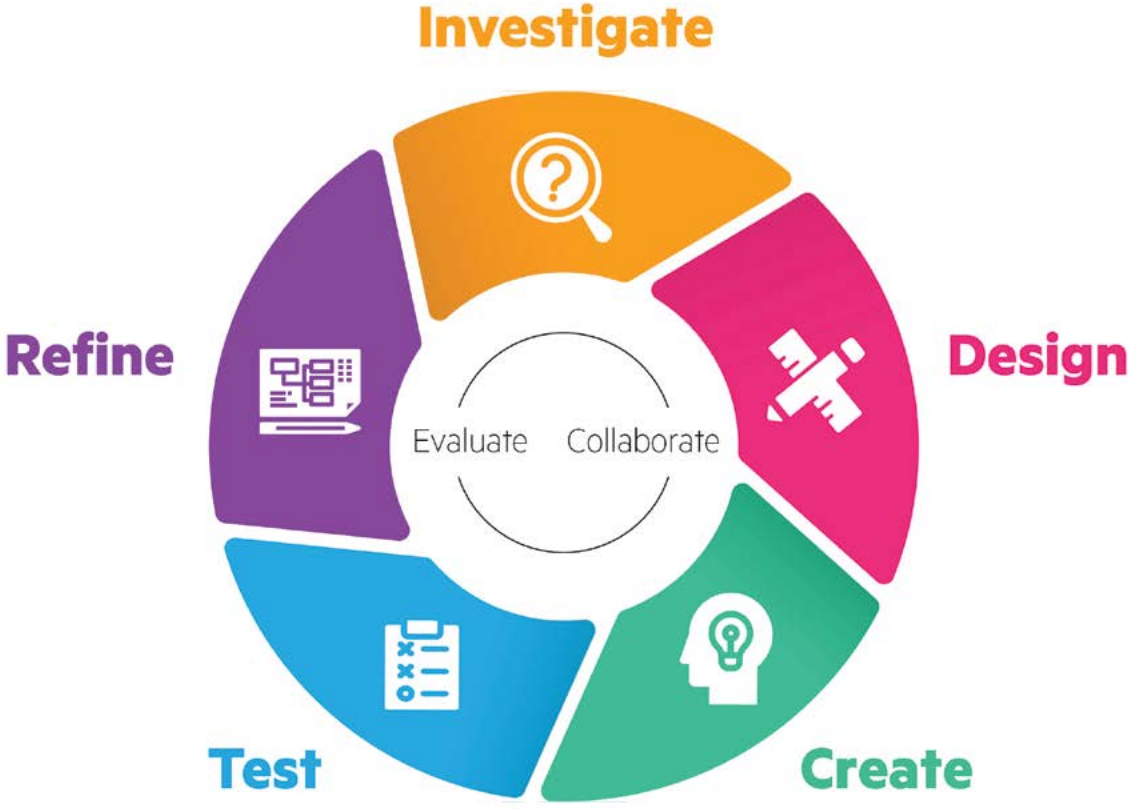 Investigate
Refine
Design
Evaluate Collaborate
Test
Create